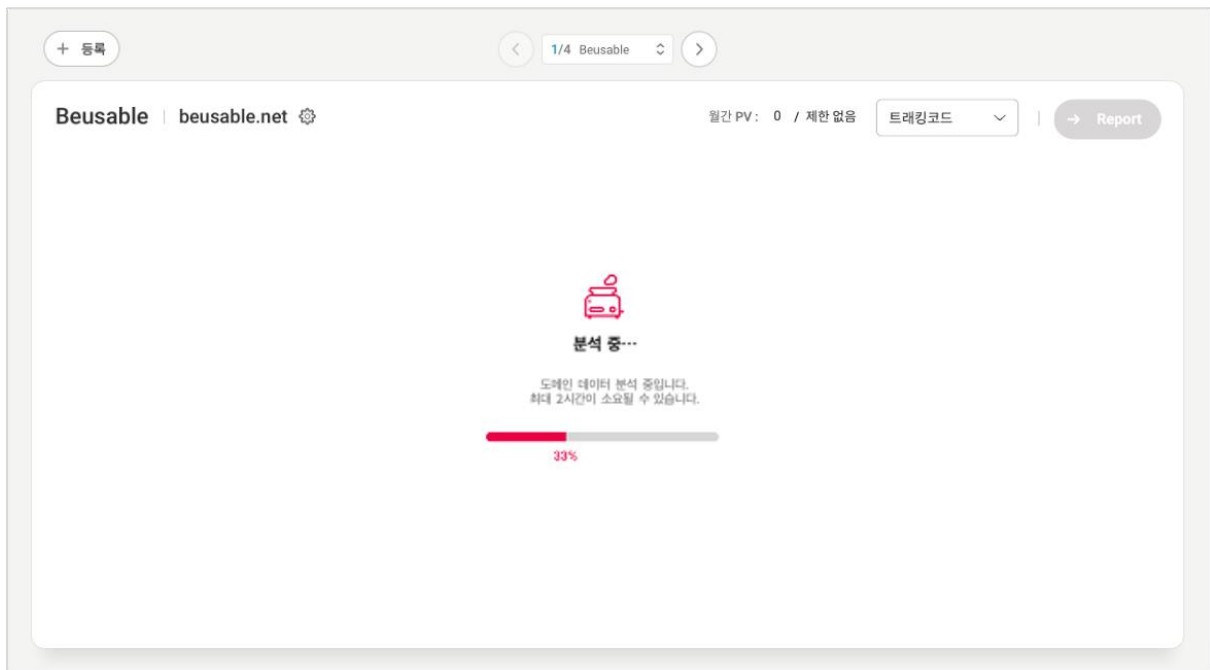 + 등록
1/4 Beusable
Beusable beusable.net
월간 PV : 0 / 제한 없음
트래킹코드
→ Report
분석 중···
도메인 데이터 분석 중입니다.
최대 2시간이 소요될 수 있습니다.
33%